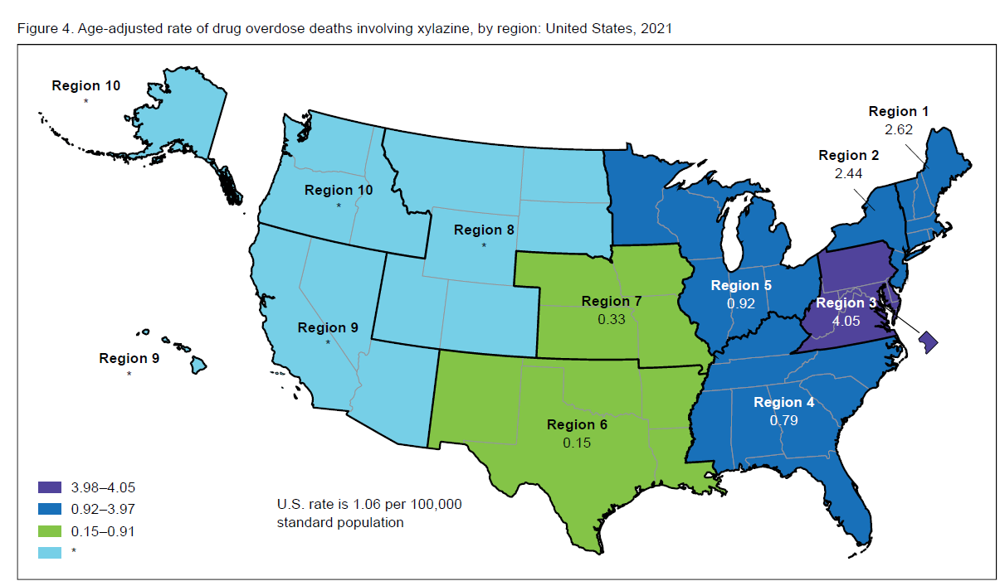 Figure 4. Age-adjusted rate of drug overdose deaths involving xylazine, by region: United States, 2021
Region 10
*
Region 1
2.62
Region 2
2.44
Region 10
*
Region 8
*
Region 5
0.92
Region 7
0.33
Region 3
4.05
Region 9
*
Region 9
*
Region 4
0.79
Region 6
0.15
3.98–4.05
0.92–3.97
0.15–0.91
*
U.S. rate is 1.06 per 100,000
standard population